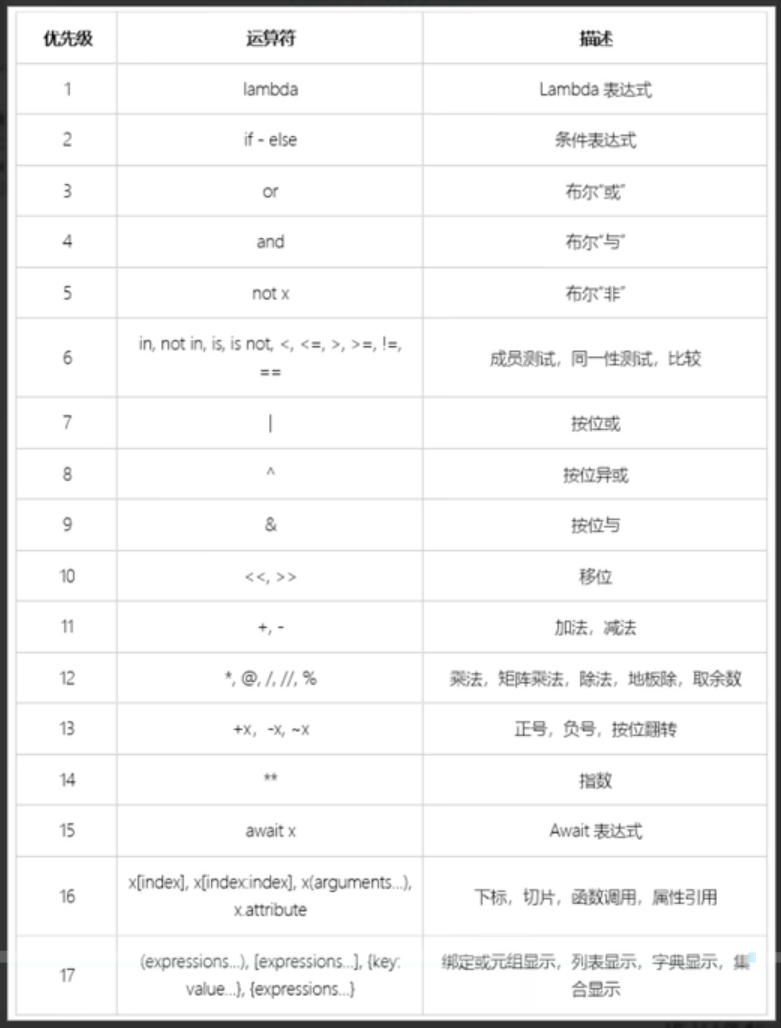 优先级 运算符 描述
1 lambda Lambda 表达式
2 if - else 条件表达式
3 or 布尔“或”
4 and 布尔“与”
5 not x 布尔“非”
6 in, not in, is, is not, <, <=, >, >=, !=, 成员测试，同一性测试，比较
==
7 | 按位或
8 ^ 按位异或
9 & 按位与
10 <<, >> 移位
11 +, - 加法，减法
12 *, @, /, //, % 乘法，矩阵乘法，除法，地板除，取余数
13 +x, -x, ~x 正号，负号，按位翻转
14 ** 指数
15 await x Await 表达式
16 x[index], x[index:index], x(arguments...), 下标，切片，函数调用，属性引用
x.attribute
17 (expressions...), [expressions...], {key: 绑定或元组显示，列表显示，字典显示，集
value...}, {expressions...} 合显示